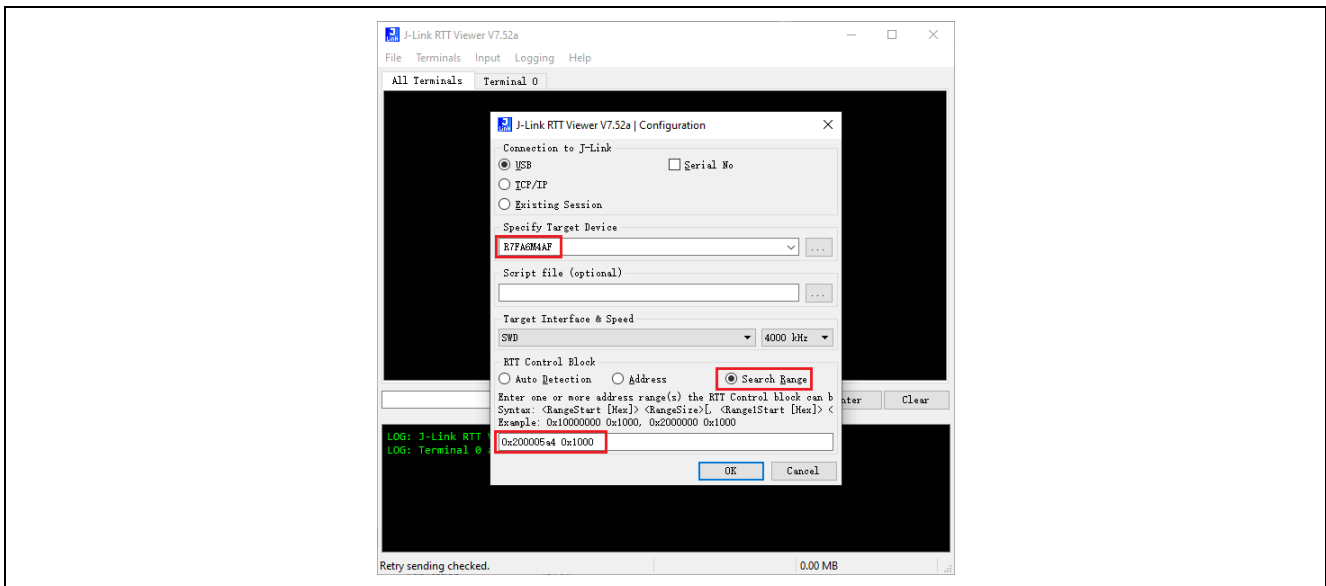 J-Link RTT Viewer V7.52a
File Terminals Input Logging Help
All Terminals Terminal 0
J-Link RTT Viewer V7.52a | Configuration
Connection to J-Link
USB Serial No
TCP/IP
Existing Session
Specify Target Device
R7FA6M4AF
...
Script file (optional)
...
Target Interface & Speed
SWD 4000 kHz
RTT Control Block
Auto Detection Address Search Range
Enter one or more address range(s) the RTT Control block can b
Syntax: <RangeStart [Hex]> <RangeSize>[, <Range1Start [Hex]> <
Example: 0x10000000 0x1000, 0x2000000 0x1000
0x200005a4 0x1000
OK Cancel
Clear
LOG: J-Link RTT
LOG: Terminal 0
Retry sending checked. 0.00 MB